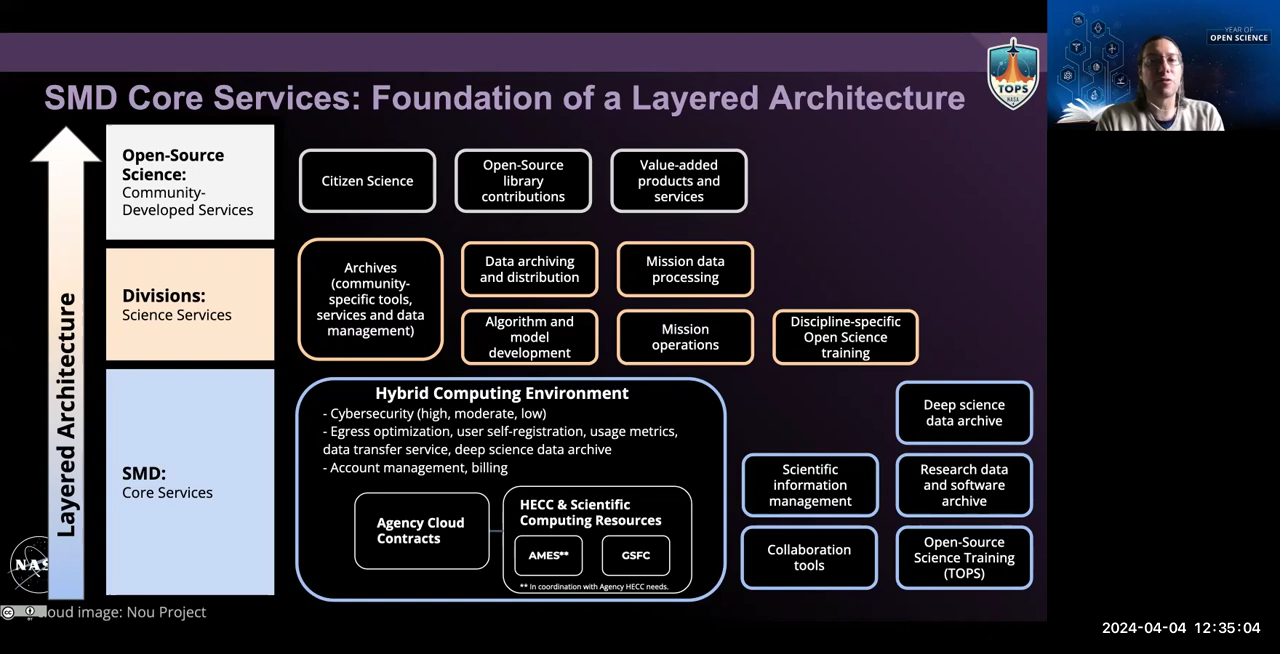 YEAR OF
OPEN SCIENCE
TOPS
NASA
SMD Core Services: Foundation of a Layered Architecture
Layered Architecture
Open-Source
Science:
Community-
Developed Services
Citizen Science
Open-Source
library
contributions
Value-added
products and
services
Divisions:
Science Services
Archives
(community-
specific tools,
services and data
management)
Data archiving
and distribution
Mission data
processing
Algorithm and
model
development
Mission
operations
Discipline-specific
Open Science
training
SMD:
Core Services
Hybrid Computing Environment
- Cybersecurity (high, moderate, low)
- Egress optimization, user self-registration, usage metrics,
data transfer service, deep science data archive
- Account management, billing
Agency Cloud
Contracts
HECC & Scientific
Computing Resources
AMES**
GSFC
** In coordination with Agency HECC needs.
Deep science
data archive
Scientific
information
management
Research data
and software
archive
Collaboration
tools
Open-Source
Science Training
(TOPS)
NAS
cc
BY
oud image: Nou Project
2024-04-04 12:35:04